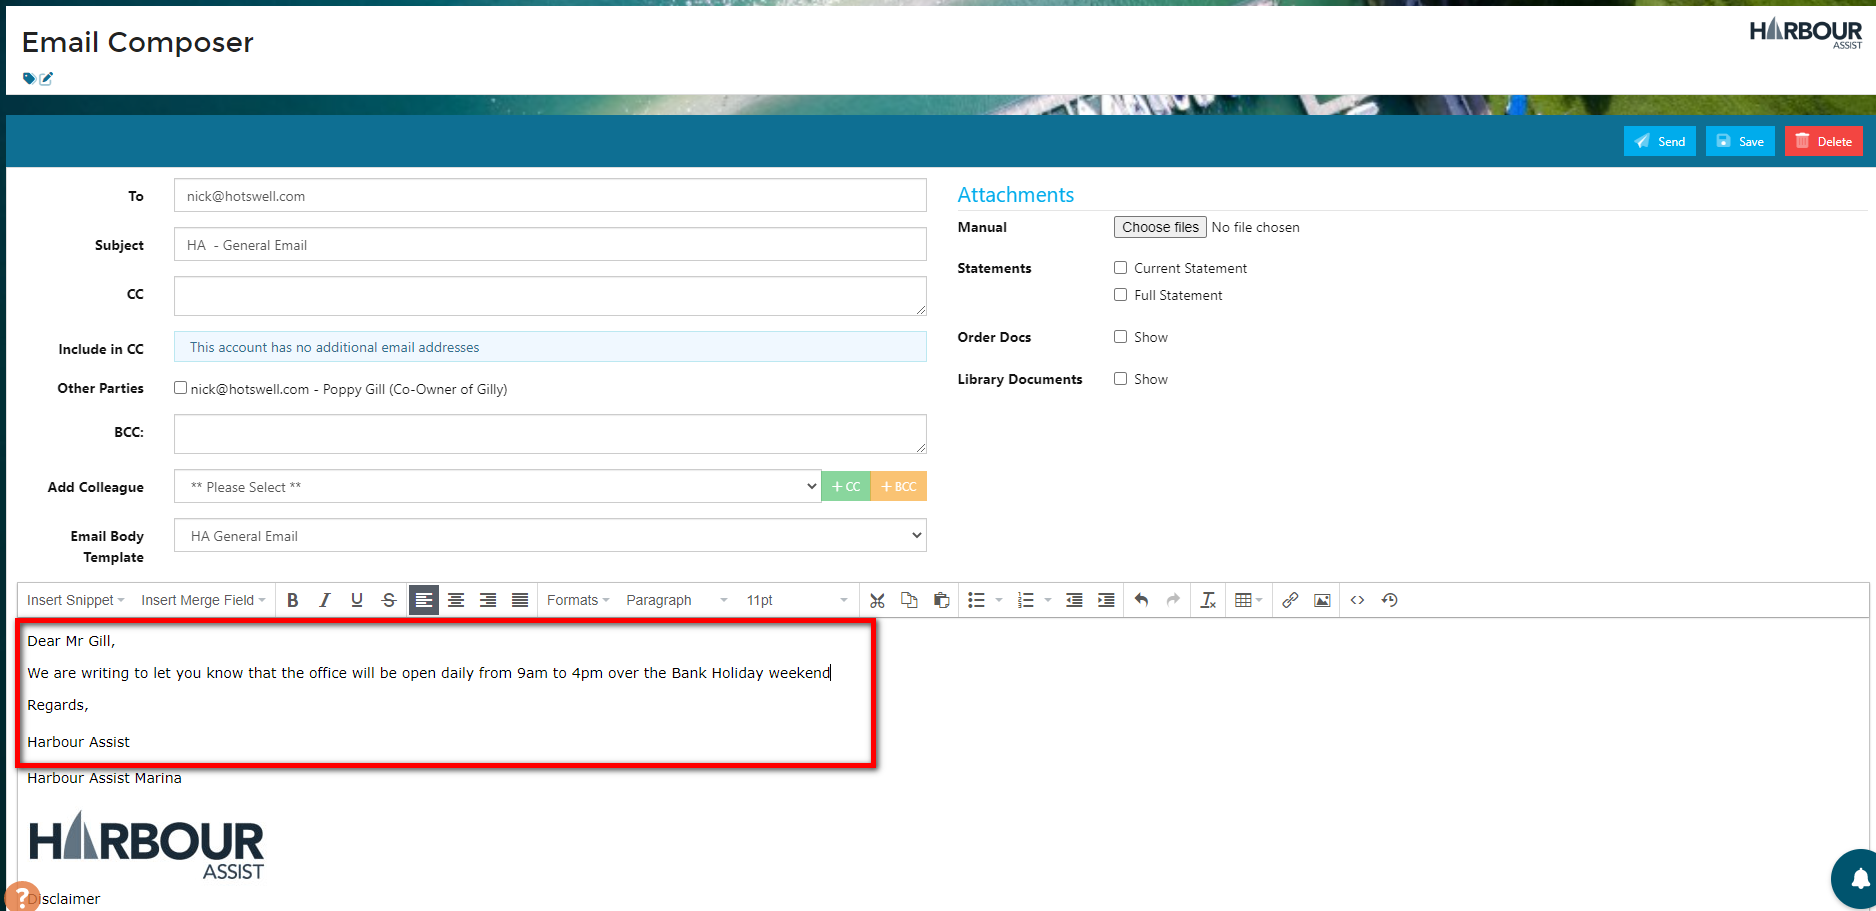 Email Composer
HARBOUR
ASSIST
Send
Save
Delete
To
nick@hotswell.com
Subject
HA  - General Email
CC
Include in CC
This account has no additional email addresses
Other Parties
nick@hotswell.com - Poppy Gill (Co-Owner of Gilly)
BCC:
Add Colleague
** Please Select **
+ CC
+ BCC
Email Body
Template
HA General Email
Attachments
Manual
Choose files No file chosen
Statements
Current Statement
Full Statement
Order Docs
Show
Library Documents
Show
Insert Snippet
Insert Merge Field
B I U S
Formats
Paragraph
11pt
Dear Mr Gill,
We are writing to let you know that the office will be open daily from 9am to 4pm over the Bank Holiday weekend
Regards,
Harbour Assist
Harbour Assist Marina
HARBOUR
ASSIST
?
Disclaimer